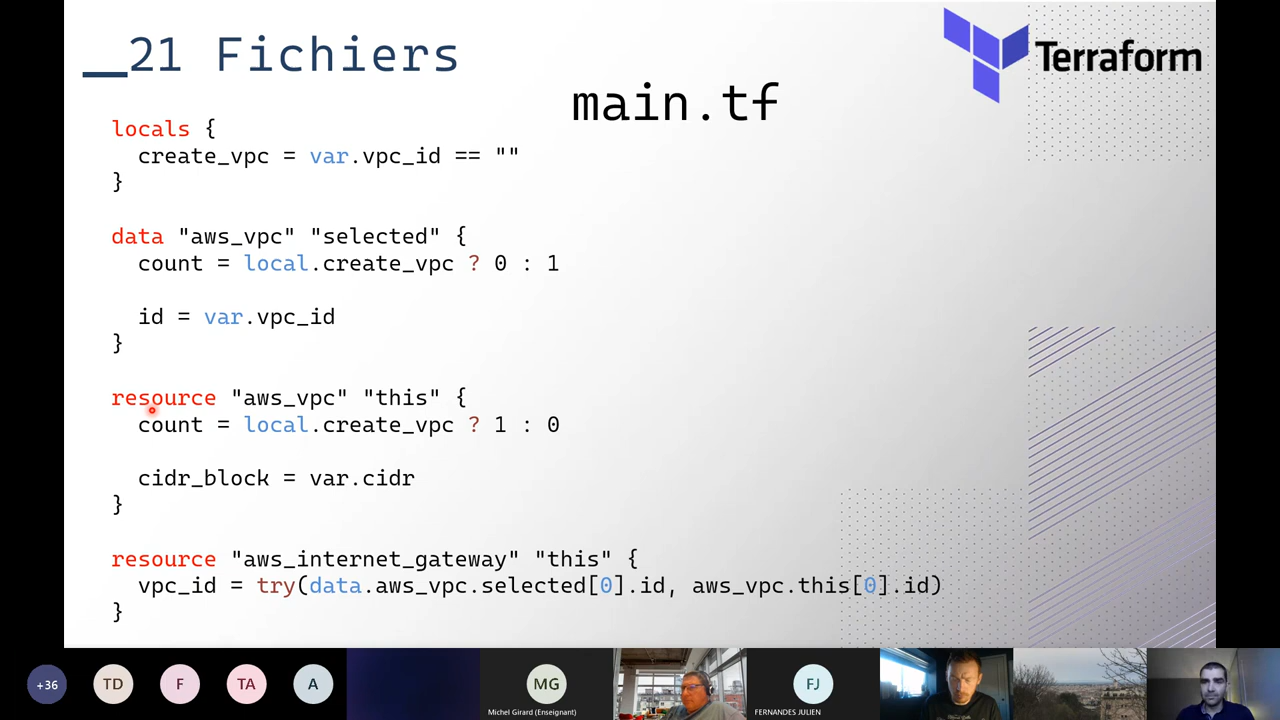 __21 Fichiers
Terraform
main.tf
locals {
  create_vpc = var.vpc_id == ""
}
data "aws_vpc" "selected" {
  count = local.create_vpc ? 0 : 1
  id = var.vpc_id
}
resource "aws_vpc" "this" {
  count = local.create_vpc ? 1 : 0
  cidr_block = var.cidr
}
resource "aws_internet_gateway" "this" {
  vpc_id = try(data.aws_vpc.selected[0].id, aws_vpc.this[0].id)
}
+36
TD
F
TA
A
MG
Michel Girard (Enseignant)
FJ
FERNANDES JULIEN